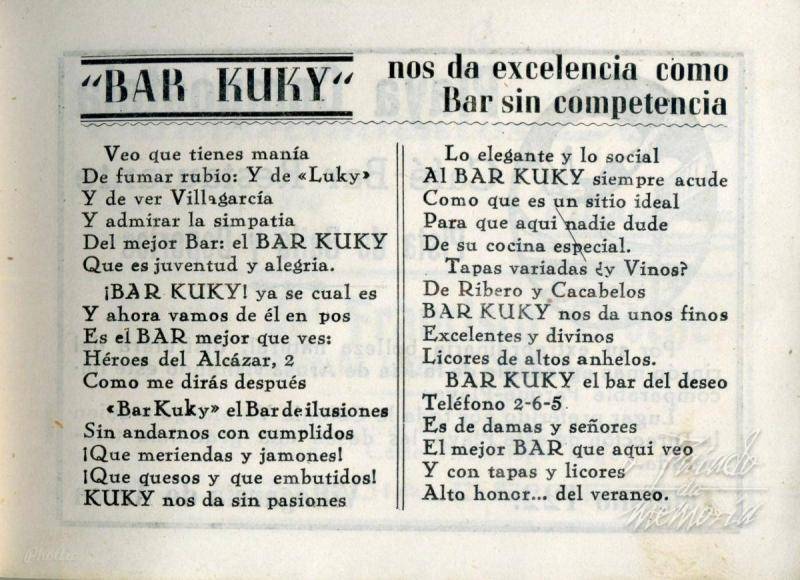 "BAR KUKY"
nos da excelencia como
Bar sin competencia
Veo que tienes manía
De fumar rubio: Y de «Luky»
Y de ver Villagarcía
Y admirar la simpatia
Del mejor Bar: el BAR KUKY
Que es juventud y alegria.
¡BAR KUKY! ya se cual es
Y ahora vamos de él en pos
Es el BAR mejor que ves:
Héroes del Alcázar, 2
Como me dirás después
«Bar Kuky» el Bar de ilusiones
Sin andarnos con cumplidos
¡Que meriendas y jamones!
¡Que quesos y que embutidos!
KUKY nos da sin pasiones
Lo elegante y lo social
Al BAR KUKY siempre acude
Como que es un sitio ideal
Para que aqui nadie dude
De su cocina especial.
Tapas variadas ¿y Vinos?
De Ribero y Cacabelos
BAR KUKY nos da unos finos
Excelentes y divinos
Licores de altos anhelos.
BAR KUKY el bar del deseo
Teléfono 2-6-5.
Es de damas y señores
El mejor BAR que aqui veo
Y con tapas y licores
Alto honor... del veraneo.
o faiado
da
memoria